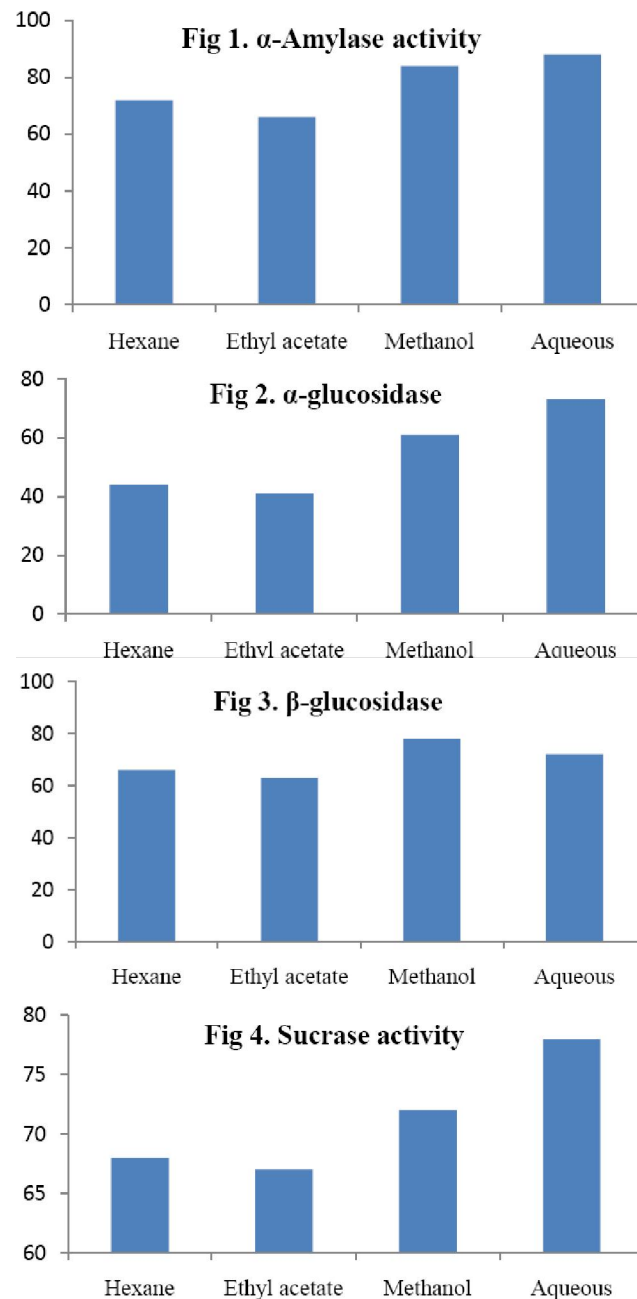 Fig 1. α-Amylase activity
100
80
60
40
20
0
Hexane Ethyl acetate Methanol Aqueous
Fig 2. α-glucosidase
80
60
40
20
0
Hexane Ethyl acetate Methanol Aqueous
Fig 3. β-glucosidase
100
80
60
40
20
0
Hexane Ethyl acetate Methanol Aqueous
Fig 4. Sucrase activity
80
75
70
65
60
Hexane Ethyl acetate Methanol Aqueous